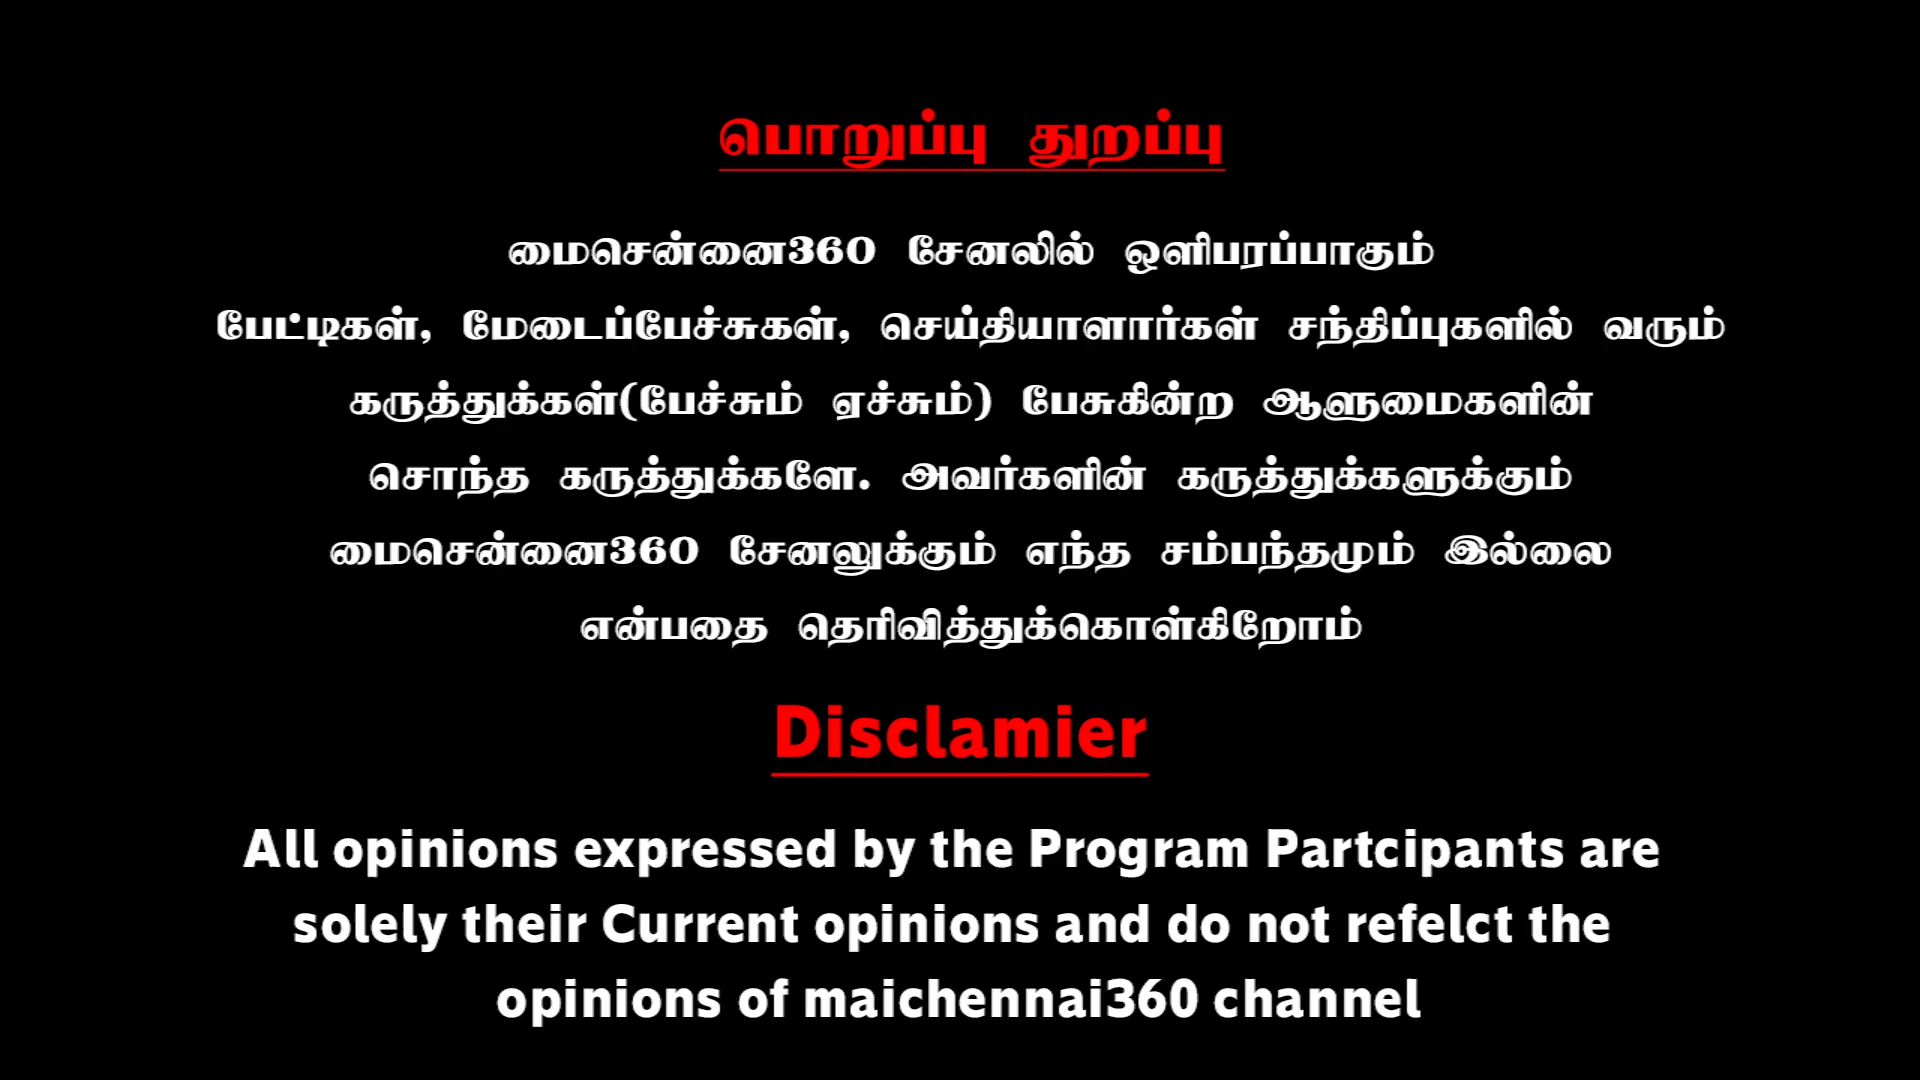 பொறுப்பு துறப்பு
மைசென்னை360 சேனலில் ஒளிபரப்பாகும்
பேட்டிகள், மேடைப்பேச்சுகள், செய்தியாளார்கள் சந்திப்புகளில் வரும்
கருத்துக்கள்(பேச்சும் ஏச்சும்) பேசுகின்ற ஆளுமைகளின்
சொந்த கருத்துக்களே. அவர்களின் கருத்துக்களுக்கும்
மைசென்னை360 சேனலுக்கும் எந்த சம்பந்தமும் இல்லை
என்பதை தெரிவித்துக்கொள்கிறோம்
Disclamier
All opinions expressed by the Program Partcipants are
solely their Current opinions and do not refelct the
opinions of maichennai360 channel